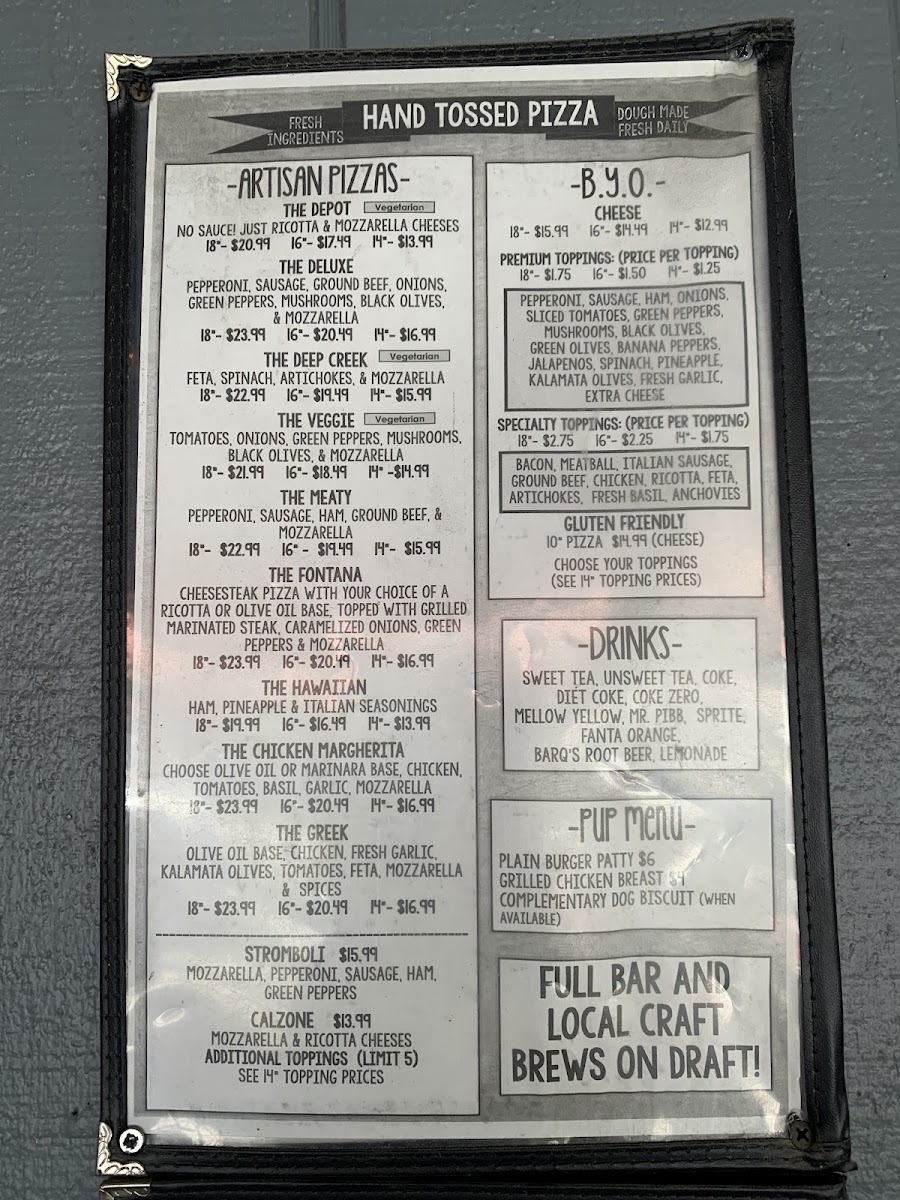 FRESH
INGREDIENTS
HAND TOSSED PIZZA
DOUGH MADE
FRESH DAILY
-ARTISAN PIZZAS-
THE DEPOT Vegetarian
NO SAUCE! JUST RICOTTA & MOZZARELLA CHEESES
18"- $20.99 16"- $17.49 14"- $13.99
THE DELUXE
PEPPERONI, SAUSAGE, GROUND BEEF, ONIONS,
GREEN PEPPERS, MUSHROOMS, BLACK OLIVES,
& MOZZARELLA
18"- $23.99 16"- $20.49 14"- $16.99
THE DEEP CREEK Vegetarian
FETA, SPINACH, ARTICHOKES, & MOZZARELLA
18"- $22.99 16"- $19.49 14"- $15.99
THE VEGGIE Vegetarian
TOMATOES, ONIONS, GREEN PEPPERS, MUSHROOMS,
BLACK OLIVES, & MOZZARELLA
18"- $21.99 16"- $18.49 14" -$14.99
THE MEATY
PEPPERONI, SAUSAGE, HAM, GROUND BEEF, &
MOZZARELLA
18"- $22.99 16" - $19.49 14"- $15.99
THE FONTANA
CHEESESTEAK PIZZA WITH YOUR CHOICE OF A
RICOTTA OR OLIVE OIL BASE, TOPPED WITH GRILLED
MARINATED STEAK, CARAMELIZED ONIONS, GREEN
PEPPERS & MOZZARELLA
18"- $23.99 16"- $20.49 14"- $16.99
THE HAWAIIAN
HAM, PINEAPPLE & ITALIAN SEASONINGS
18"- $19.99 16"- $16.49 14"- $13.99
THE CHICKEN MARGHERITA
CHOOSE OLIVE OIL OR MARINARA BASE, CHICKEN,
TOMATOES, BASIL, GARLIC, MOZZARELLA
18"- $23.99 16"- $20.49 14"- $16.99
THE GREEK
OLIVE OIL BASE, CHICKEN, FRESH GARLIC,
KALAMATA OLIVES, TOMATOES, FETA, MOZZARELLA
& SPICES
18"- $23.99 16"- $20.49 14"- $16.99
STROMBOLI $15.99
MOZZARELLA, PEPPERONI, SAUSAGE, HAM,
GREEN PEPPERS
CALZONE $13.99
MOZZARELLA & RICOTTA CHEESES
ADDITIONAL TOPPINGS (LIMIT 5)
SEE 14" TOPPING PRICES
-B.Y.O.-
CHEESE
18"- $15.99 16"- $14.49 14"- $12.99
PREMIUM TOPPINGS: (PRICE PER TOPPING)
18"- $1.75 16"- $1.50 14"- $1.25
PEPPERONI, SAUSAGE, HAM, ONIONS,
SLICED TOMATOES, GREEN PEPPERS,
MUSHROOMS, BLACK OLIVES,
GREEN OLIVES, BANANA PEPPERS,
JALAPENOS, SPINACH, PINEAPPLE,
KALAMATA OLIVES, FRESH GARLIC,
EXTRA CHEESE
SPECIALTY TOPPINGS: (PRICE PER TOPPING)
18"- $2.75 16"- $2.25 14"- $1.75
BACON, MEATBALL, ITALIAN SAUSAGE,
GROUND BEEF, CHICKEN, RICOTTA, FETA,
ARTICHOKES, FRESH BASIL, ANCHOVIES
GLUTEN FRIENDLY
10" PIZZA $14.99 (CHEESE)
CHOOSE YOUR TOPPINGS
(SEE 14" TOPPING PRICES)
-DRINKS-
SWEET TEA, UNSWEET TEA, COKE,
DIET COKE, COKE ZERO,
MELLOW YELLOW, MR. PIBB, SPRITE,
FANTA ORANGE,
BARQ'S ROOT BEER, LEMONADE
-PUP MENU-
PLAIN BURGER PATTY $6
GRILLED CHICKEN BREAST $4
COMPLEMENTARY DOG BISCUIT (WHEN
AVAILABLE)
FULL BAR AND
LOCAL CRAFT
BREWS ON DRAFT!